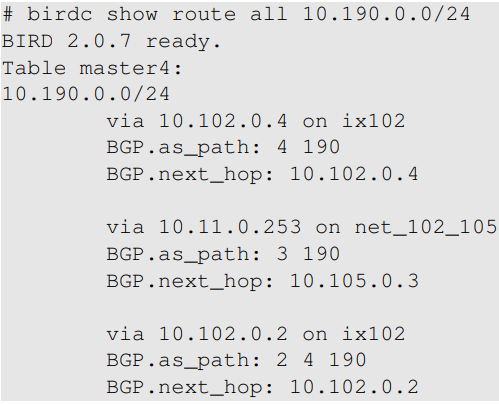 # birdc show route all 10.190.0.0/24
BIRD 2.0.7 ready.
Table master4:
10.190.0.0/24
via 10.102.0.4 on ix102
BGP.as_path: 4 190
BGP.next_hop: 10.102.0.4
via 10.11.0.253 on net_102_105
BGP.as_path: 3 190
BGP.next_hop: 10.105.0.3
via 10.102.0.2 on ix102
BGP.as_path: 2 4 190
BGP.next_hop: 10.102.0.2